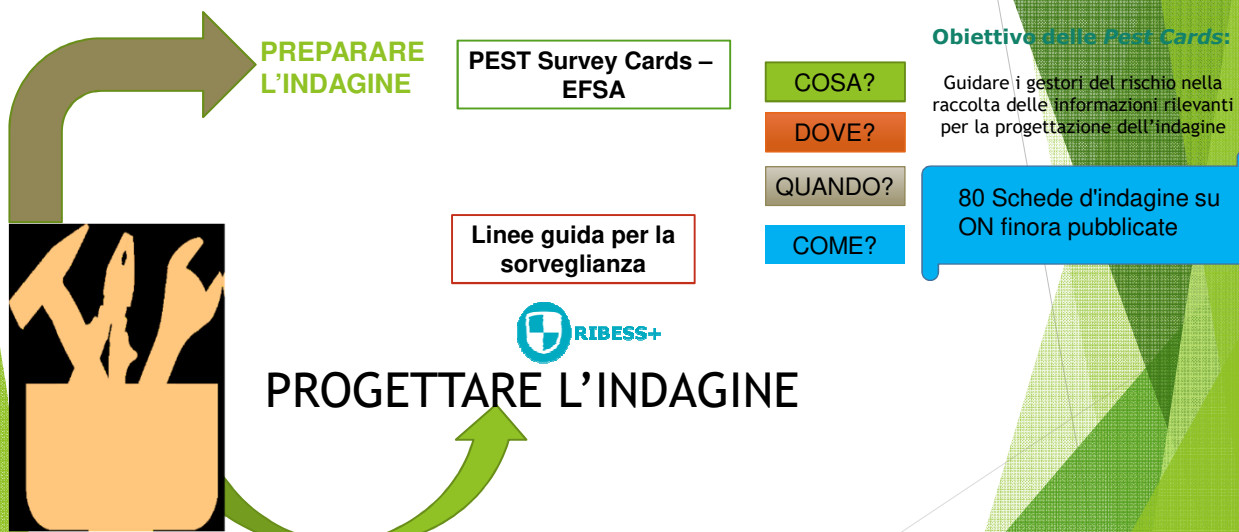 PREPARARE
L'INDAGINE
PEST Survey Cards –
EFSA
COSA?
DOVE?
QUANDO?
COME?
Obiettivo delle Pest Cards:
Guidare i gestori del rischio nella
raccolta delle informazioni rilevanti
per la progettazione dell'indagine
80 Schede d'indagine su
ON finora pubblicate
Linee guida per la
sorveglianza
RIBESS+
PROGETTARE L'INDAGINE